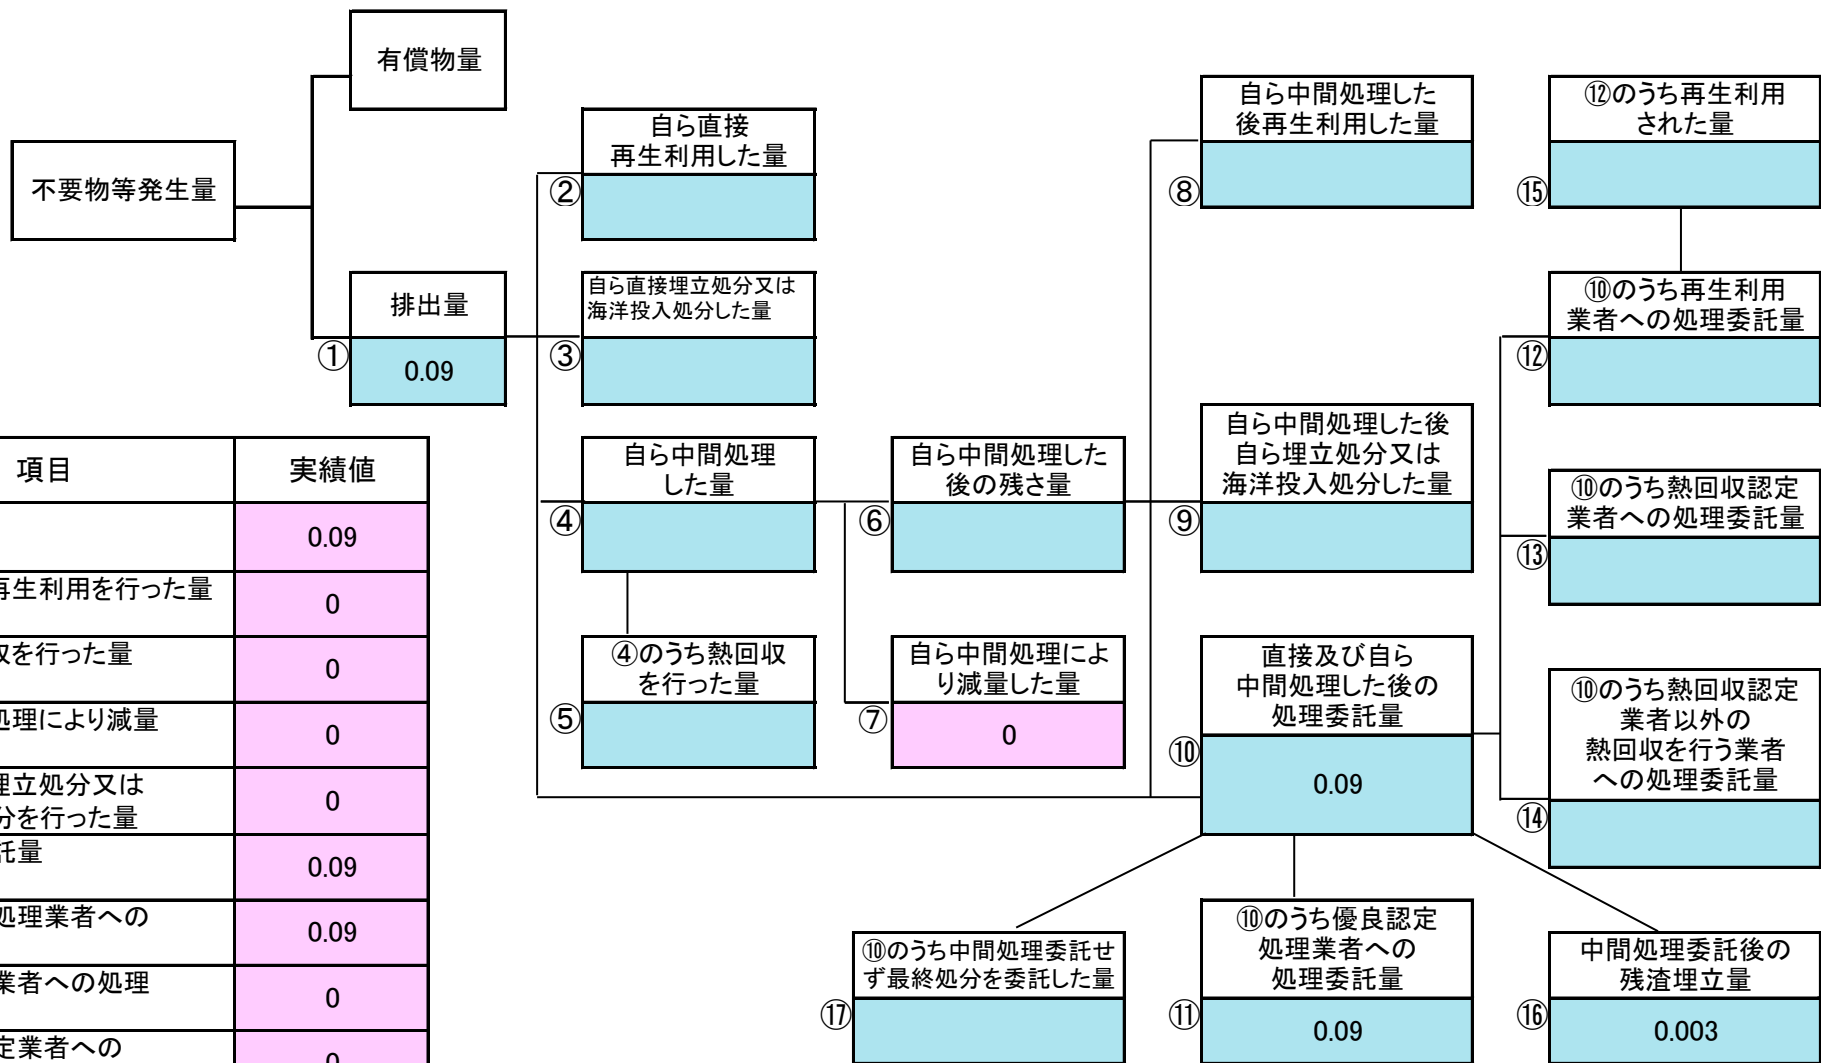 有償物量
不要物等発生量
排出量
①
0.09
自ら直接
再生利用した量
②
自ら直接埋立処分又は
海洋投入処分した量
③
自ら中間処理
した量
④
④のうち熱回収
を行った量
⑤
自ら中間処理した
後の残さ量
⑥
自ら中間処理によ
り減量した量
⑦
0
自ら中間処理した
後再生利用した量
⑧
自ら中間処理した後
自ら埋立処分又は
海洋投入処分した量
⑨
直接及び自ら
中間処理した後の
処理委託量
⑩
0.09
⑫のうち再生利用
された量
⑮
⑩のうち再生利用
業者への処理委託量
⑫
⑩のうち熱回収認定
業者への処理委託量
⑬
⑩のうち熱回収認定
業者以外の
熱回収を行う業者
への処理委託量
⑭
⑩のうち中間処理委託せ
ず最終処分を委託した量
⑰
⑩のうち優良認定
処理業者への
処理委託量
⑪
0.09
中間処理委託後の
残渣埋立量
⑯
0.003
項目 実績値
0.09
再生利用を行った量 0
を行った量 0
処理により減量 0
埋立処分又は
分を行った量 0
託量 0.09
処理業者への 0.09
業者への処理 0
定業者への 0